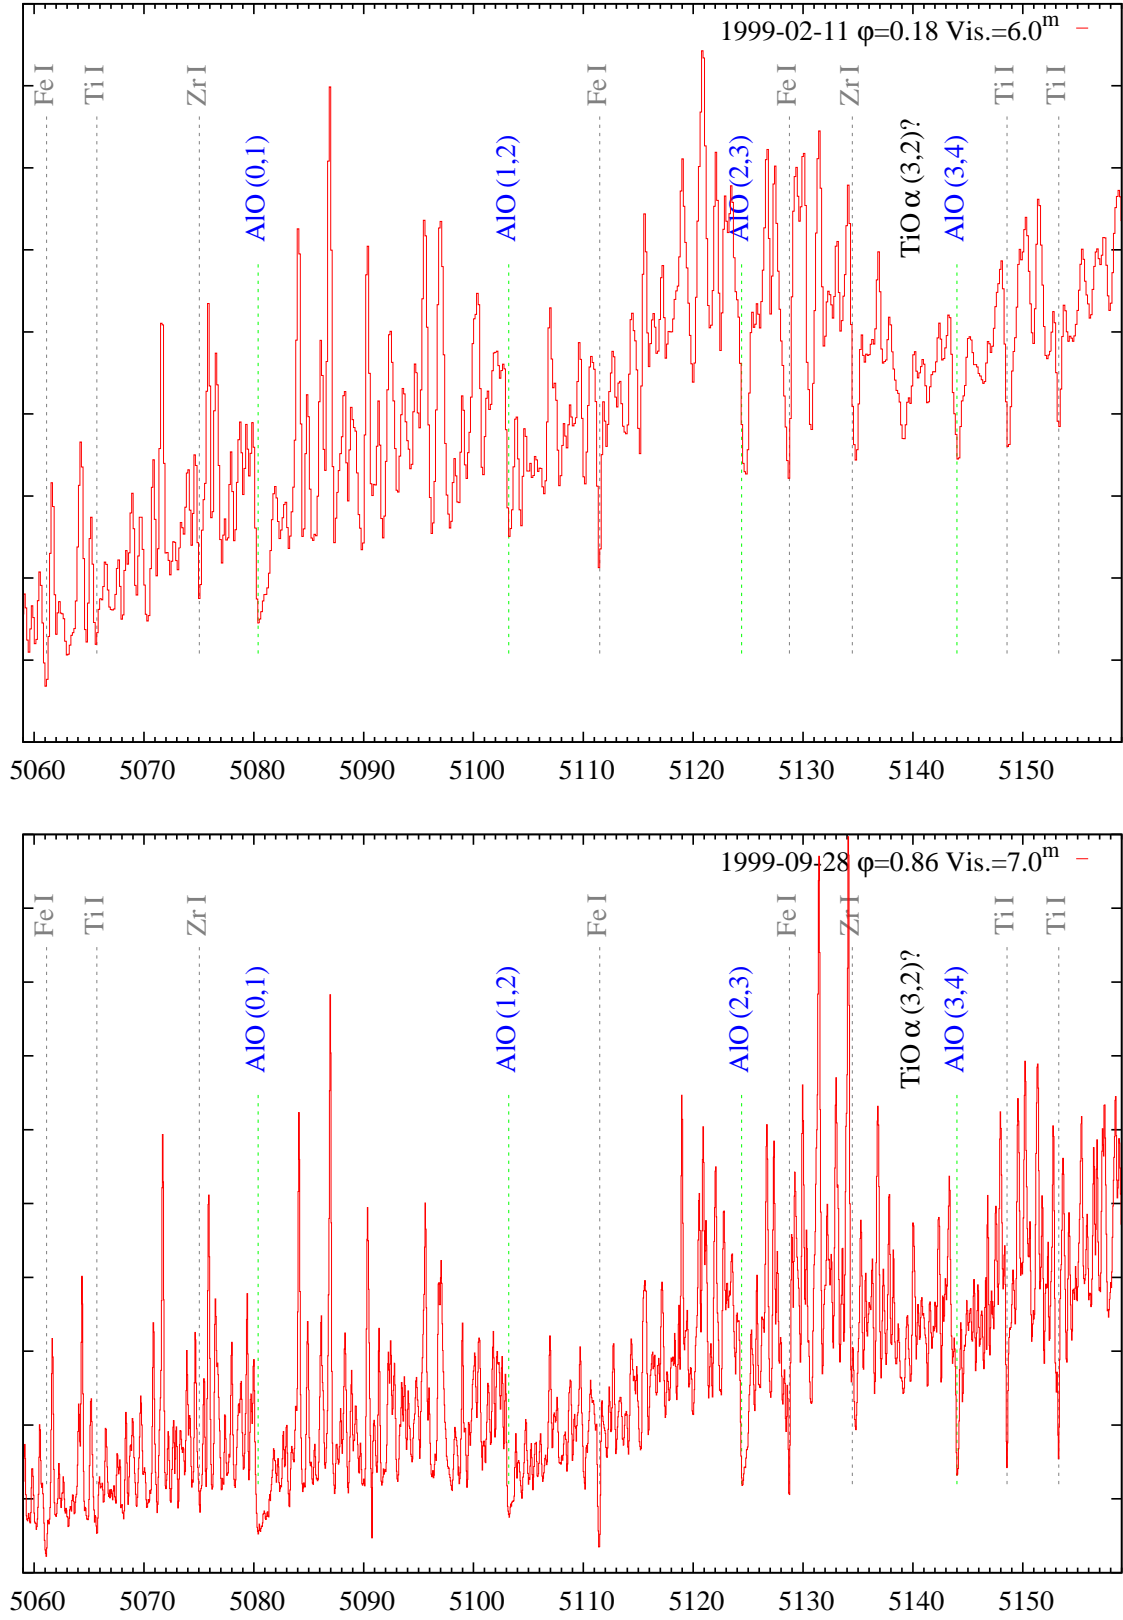 1999-02-11 φ=0.18 Vis.=6.0m
Fe I
Ti I
Zr I
AlO (0,1)
AlO (1,2)
Fe I
AlO (2,3)
Fe I
Zr I
TiO α (3,2)?
AlO (3,4)
Ti I
Ti I
5060 5070 5080 5090 5100 5110 5120 5130 5140 5150
1999-09-28 φ=0.86 Vis.=7.0m
Fe I
Ti I
Zr I
AlO (0,1)
AlO (1,2)
Fe I
AlO (2,3)
Fe I
Zr I
TiO α (3,2)?
AlO (3,4)
Ti I
Ti I
5060 5070 5080 5090 5100 5110 5120 5130 5140 5150